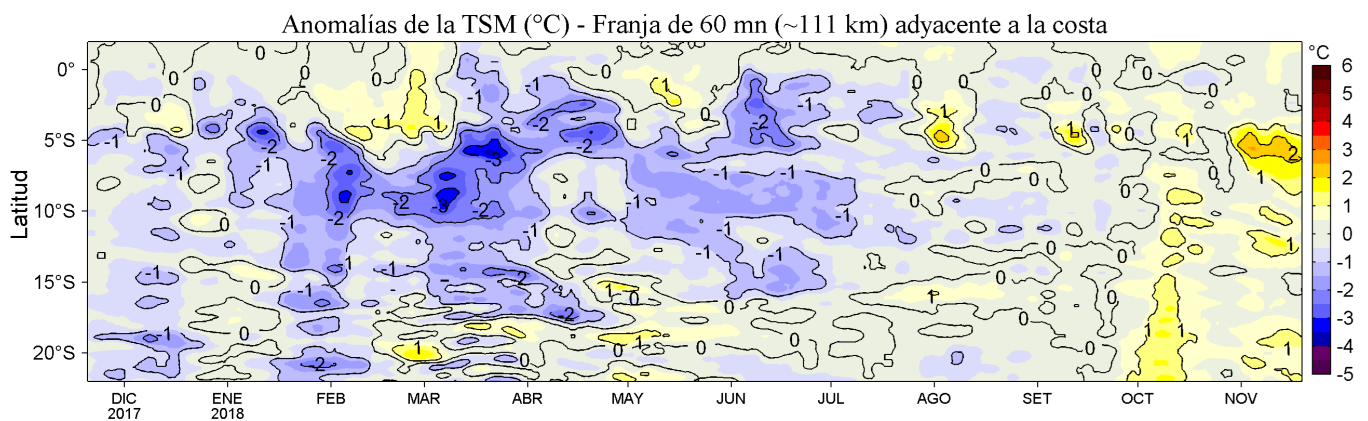 Anomalías de la TSM (°C) - Franja de 60 mn (~111 km) adyacente a la costa
°C
6
5
4
3
2
1
0
-1
-2
-3
-4
-5
Latitud
0°
5°S
10°S
15°S
20°S
DIC ENE FEB MAR ABR MAY JUN JUL AGO SET OCT NOV
2017 2018